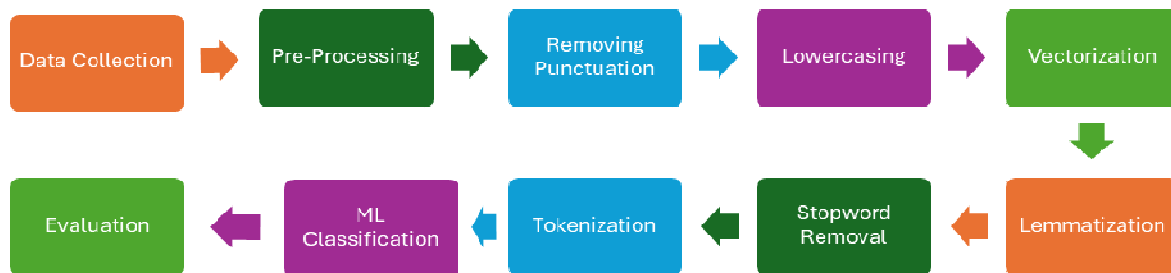 Data Collection
Pre-Processing
Removing
Punctuation
Lowercasing
Vectorization
Lemmatization
Stopword
Removal
Tokenization
ML
Classification
Evaluation